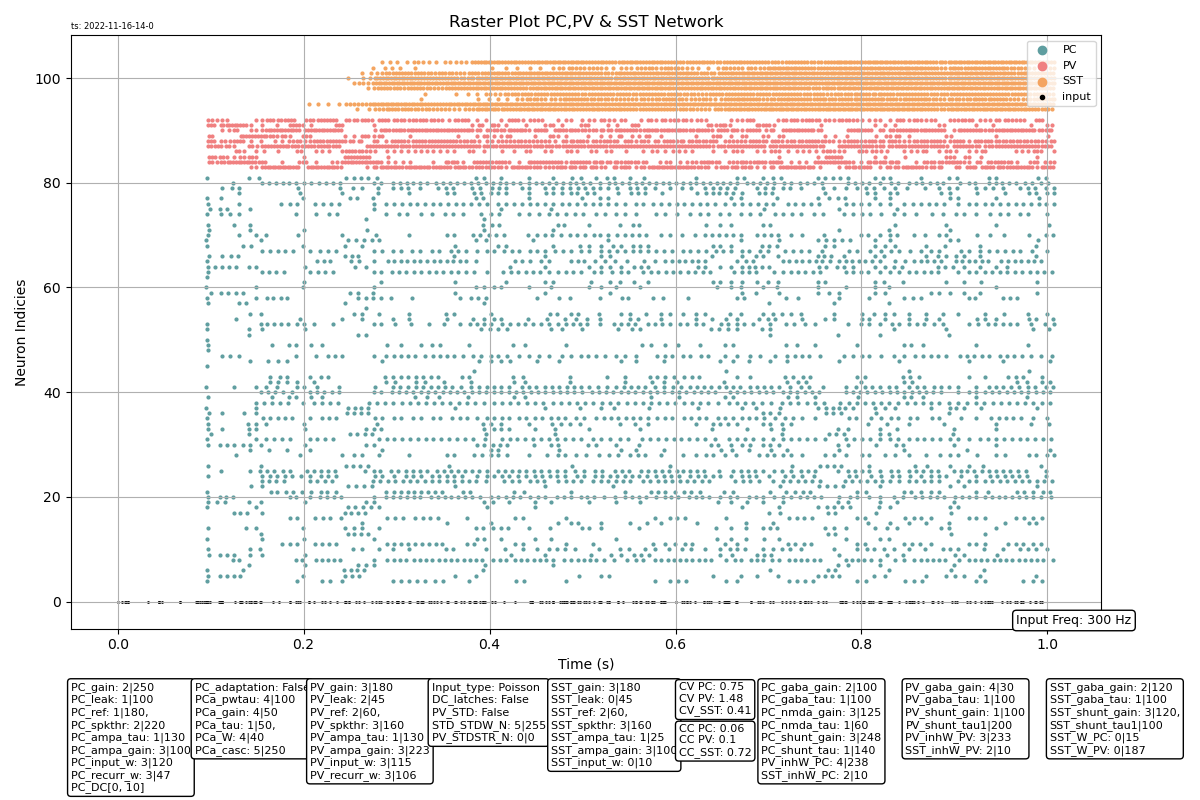 ts: 2022-11-16-14-0
Raster Plot PC,PV & SST Network
PC
PV
SST
input
100
80
60
40
20
0
Neuron Indicies
0.0
0.2
0.4
0.6
0.8
1.0
Time (s)
Input Freq: 300 Hz
PC_gain: 2|250
PC_leak: 1|100
PC_ref: 1|180,
PC_spkthr: 2|220
PC_ampa_tau: 1|130
PC_ampa_gain: 3|100
PC_input_w: 3|120
PC_recurr_w: 3|47
PC_DC[0, 10]
PC_adaptation: False
PCa_pwtau: 4|100
PCa_gain: 4|50
PCa_tau: 1|50,
PCa_W: 4|40
PCa_casc: 5|250
PV_gain: 3|180
PV_leak: 2|45
PV_ref: 2|60,
PV_spkthr: 3|160
PV_ampa_tau: 1|130
PV_ampa_gain: 3|223
PV_input_w: 3|115
PV_recurr_w: 3|106
Input_type: Poisson
DC_latches: False
PV_STD: False
SST_STDW_N: 5|255
PV_STDSTR_N: 0|0
SST_gain: 3|180
SST_leak: 0|45
SST_ref: 2|60,
SST_spkthr: 3|160
SST_ampa_tau: 1|25
SST_ampa_gain: 3|100
SST_input_w: 0|10
CV PC: 0.75
CV PV: 1.48
CV_SST: 0.41
CC PC: 0.06
CC PV: 0.1
CC_SST: 0.72
PC_gaba_gain: 2|100
PC_gaba_tau: 1|100
PC_nmda_gain: 3|125
PC_nmda_tau: 1|60
PC_shunt_gain: 3|248
PC_shunt_tau: 1|140
PV_inhW_PC: 4|238
SST_inhW_PC: 2|10
PV_gaba_gain: 4|30
PV_gaba_tau: 1|100
PV_shunt_gain: 1|100
PV_shunt_tau1|200
PV_inhW_PV: 3|233
SST_inhW_PV: 2|10
SST_gaba_gain: 2|120
SST_gaba_tau: 1|100
SST_shunt_gain: 3|120,
SST_shunt_tau1|100
SST_W_PC: 0|15
SST_W_PV: 0|187